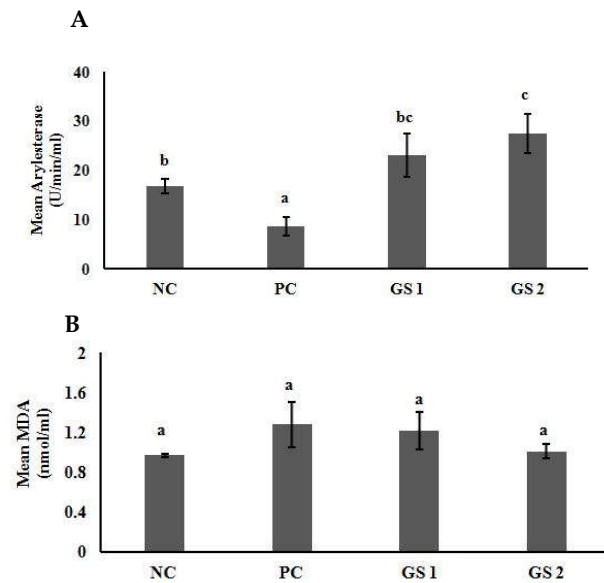 A
Mean Arylesterase
(U/min/ml)
40
30
20
10
0
b
a
bc
c
NC
PC
GS 1
GS 2
B
Mean MDA
(nmol/ml)
2
1.6
1.2
0.8
0.4
0
a
a
a
a
NC
PC
GS 1
GS 2